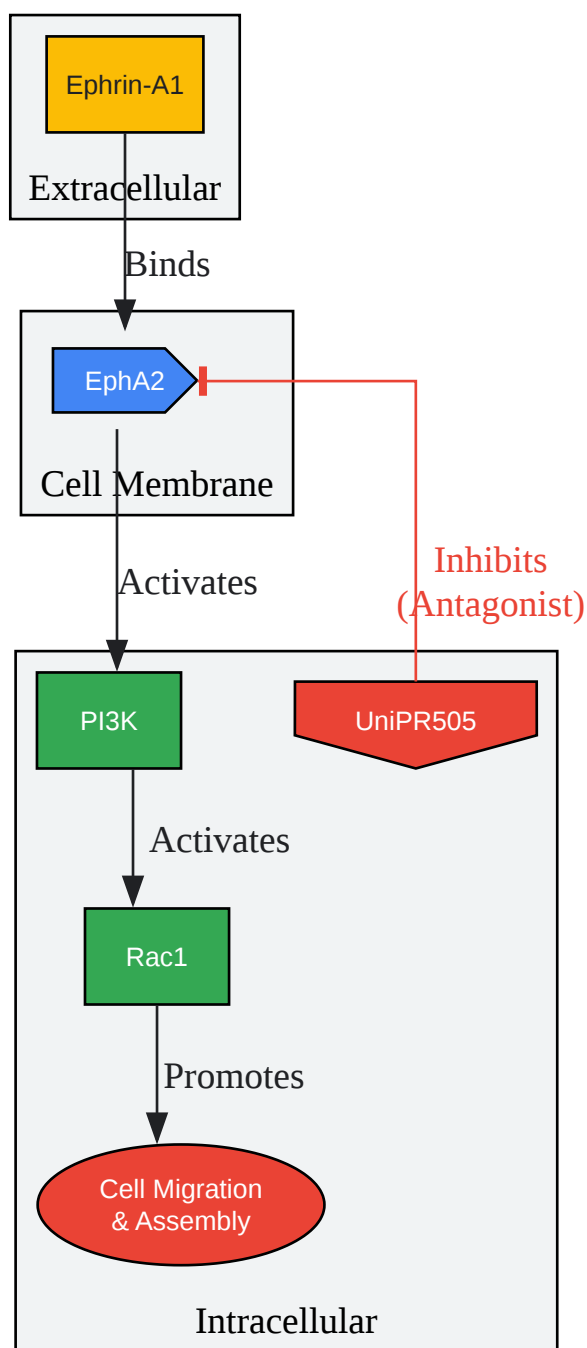 Ephrin-A1
Extracellular
Binds
EphA2
Cell Membrane
Activates
Inhibits
(Antagonist)
PI3K
UniPR505
Activates
Rac1
Promotes
Cell Migration
& Assembly
Intracellular